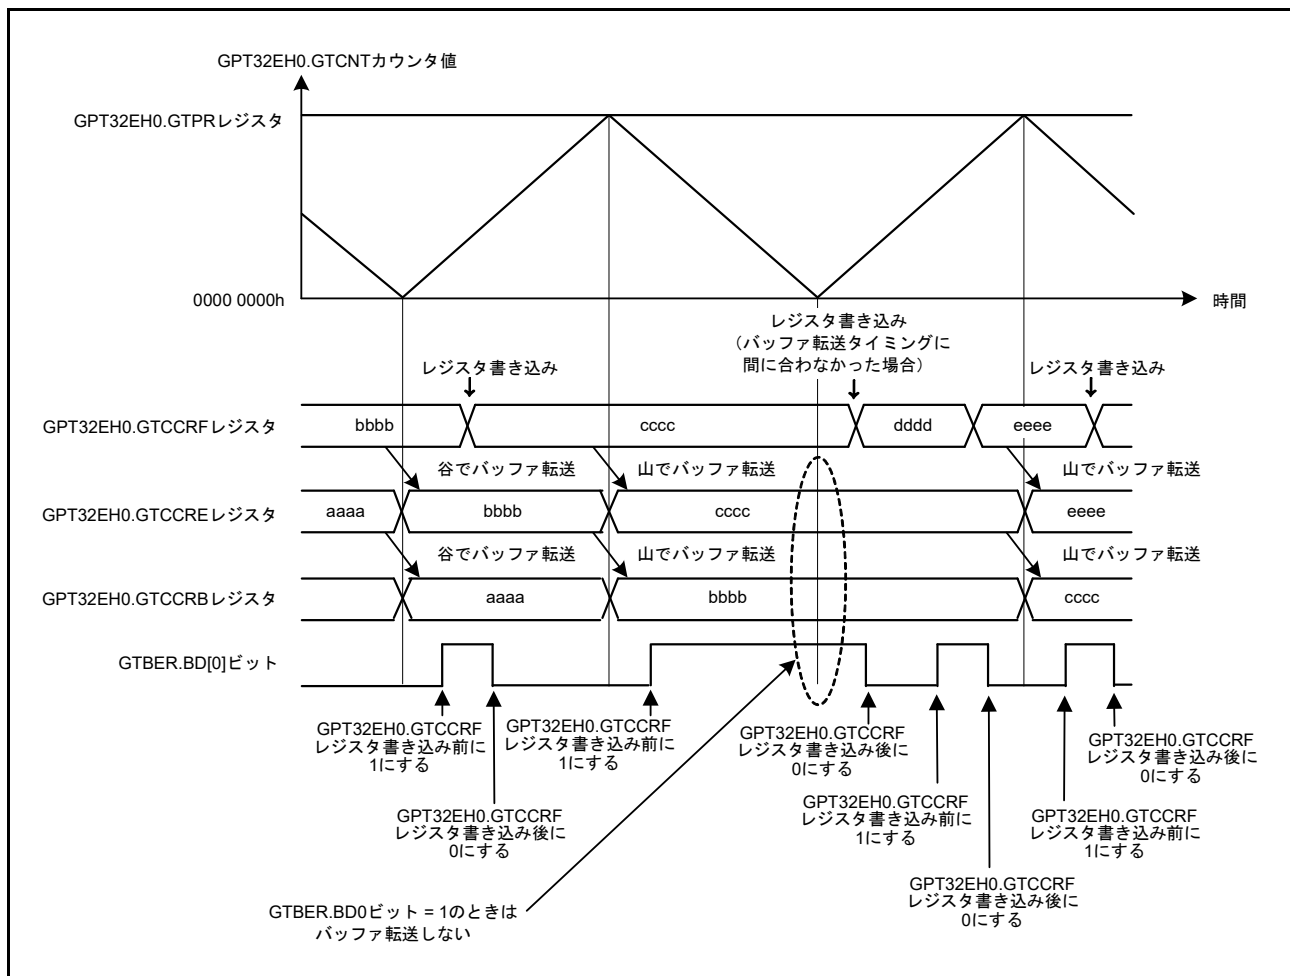 GPT32EH0.GTCNTカウンタ値
GPT32EH0.GTPRレジスタ
0000 0000h
時間
レジスタ書き込み
（バッファ転送タイミングに
間に合わなかった場合）
レジスタ書き込み
レジスタ書き込み
GPT32EH0.GTCCRFレジスタ
bbbb
cccc
dddd
eeee
谷でバッファ転送
山でバッファ転送
山でバッファ転送
GPT32EH0.GTCCREレジスタ
aaaa
bbbb
cccc
eeee
谷でバッファ転送
山でバッファ転送
山でバッファ転送
GPT32EH0.GTCCRBレジスタ
aaaa
bbbb
cccc
GTBER.BD[0]ビット
GPT32EH0.GTCCRF
レジスタ書き込み前に
1にする
GPT32EH0.GTCCRF
レジスタ書き込み後に
0にする
GPT32EH0.GTCCRF
レジスタ書き込み前に
1にする
GPT32EH0.GTCCRF
レジスタ書き込み後に
0にする
GPT32EH0.GTCCRF
レジスタ書き込み前に
1にする
GPT32EH0.GTCCRF
レジスタ書き込み後に
0にする
GPT32EH0.GTCCRF
レジスタ書き込み前に
1にする
GPT32EH0.GTCCRF
レジスタ書き込み後に
0にする
GTBER.BD0ビット = 1のときは
バッファ転送しない